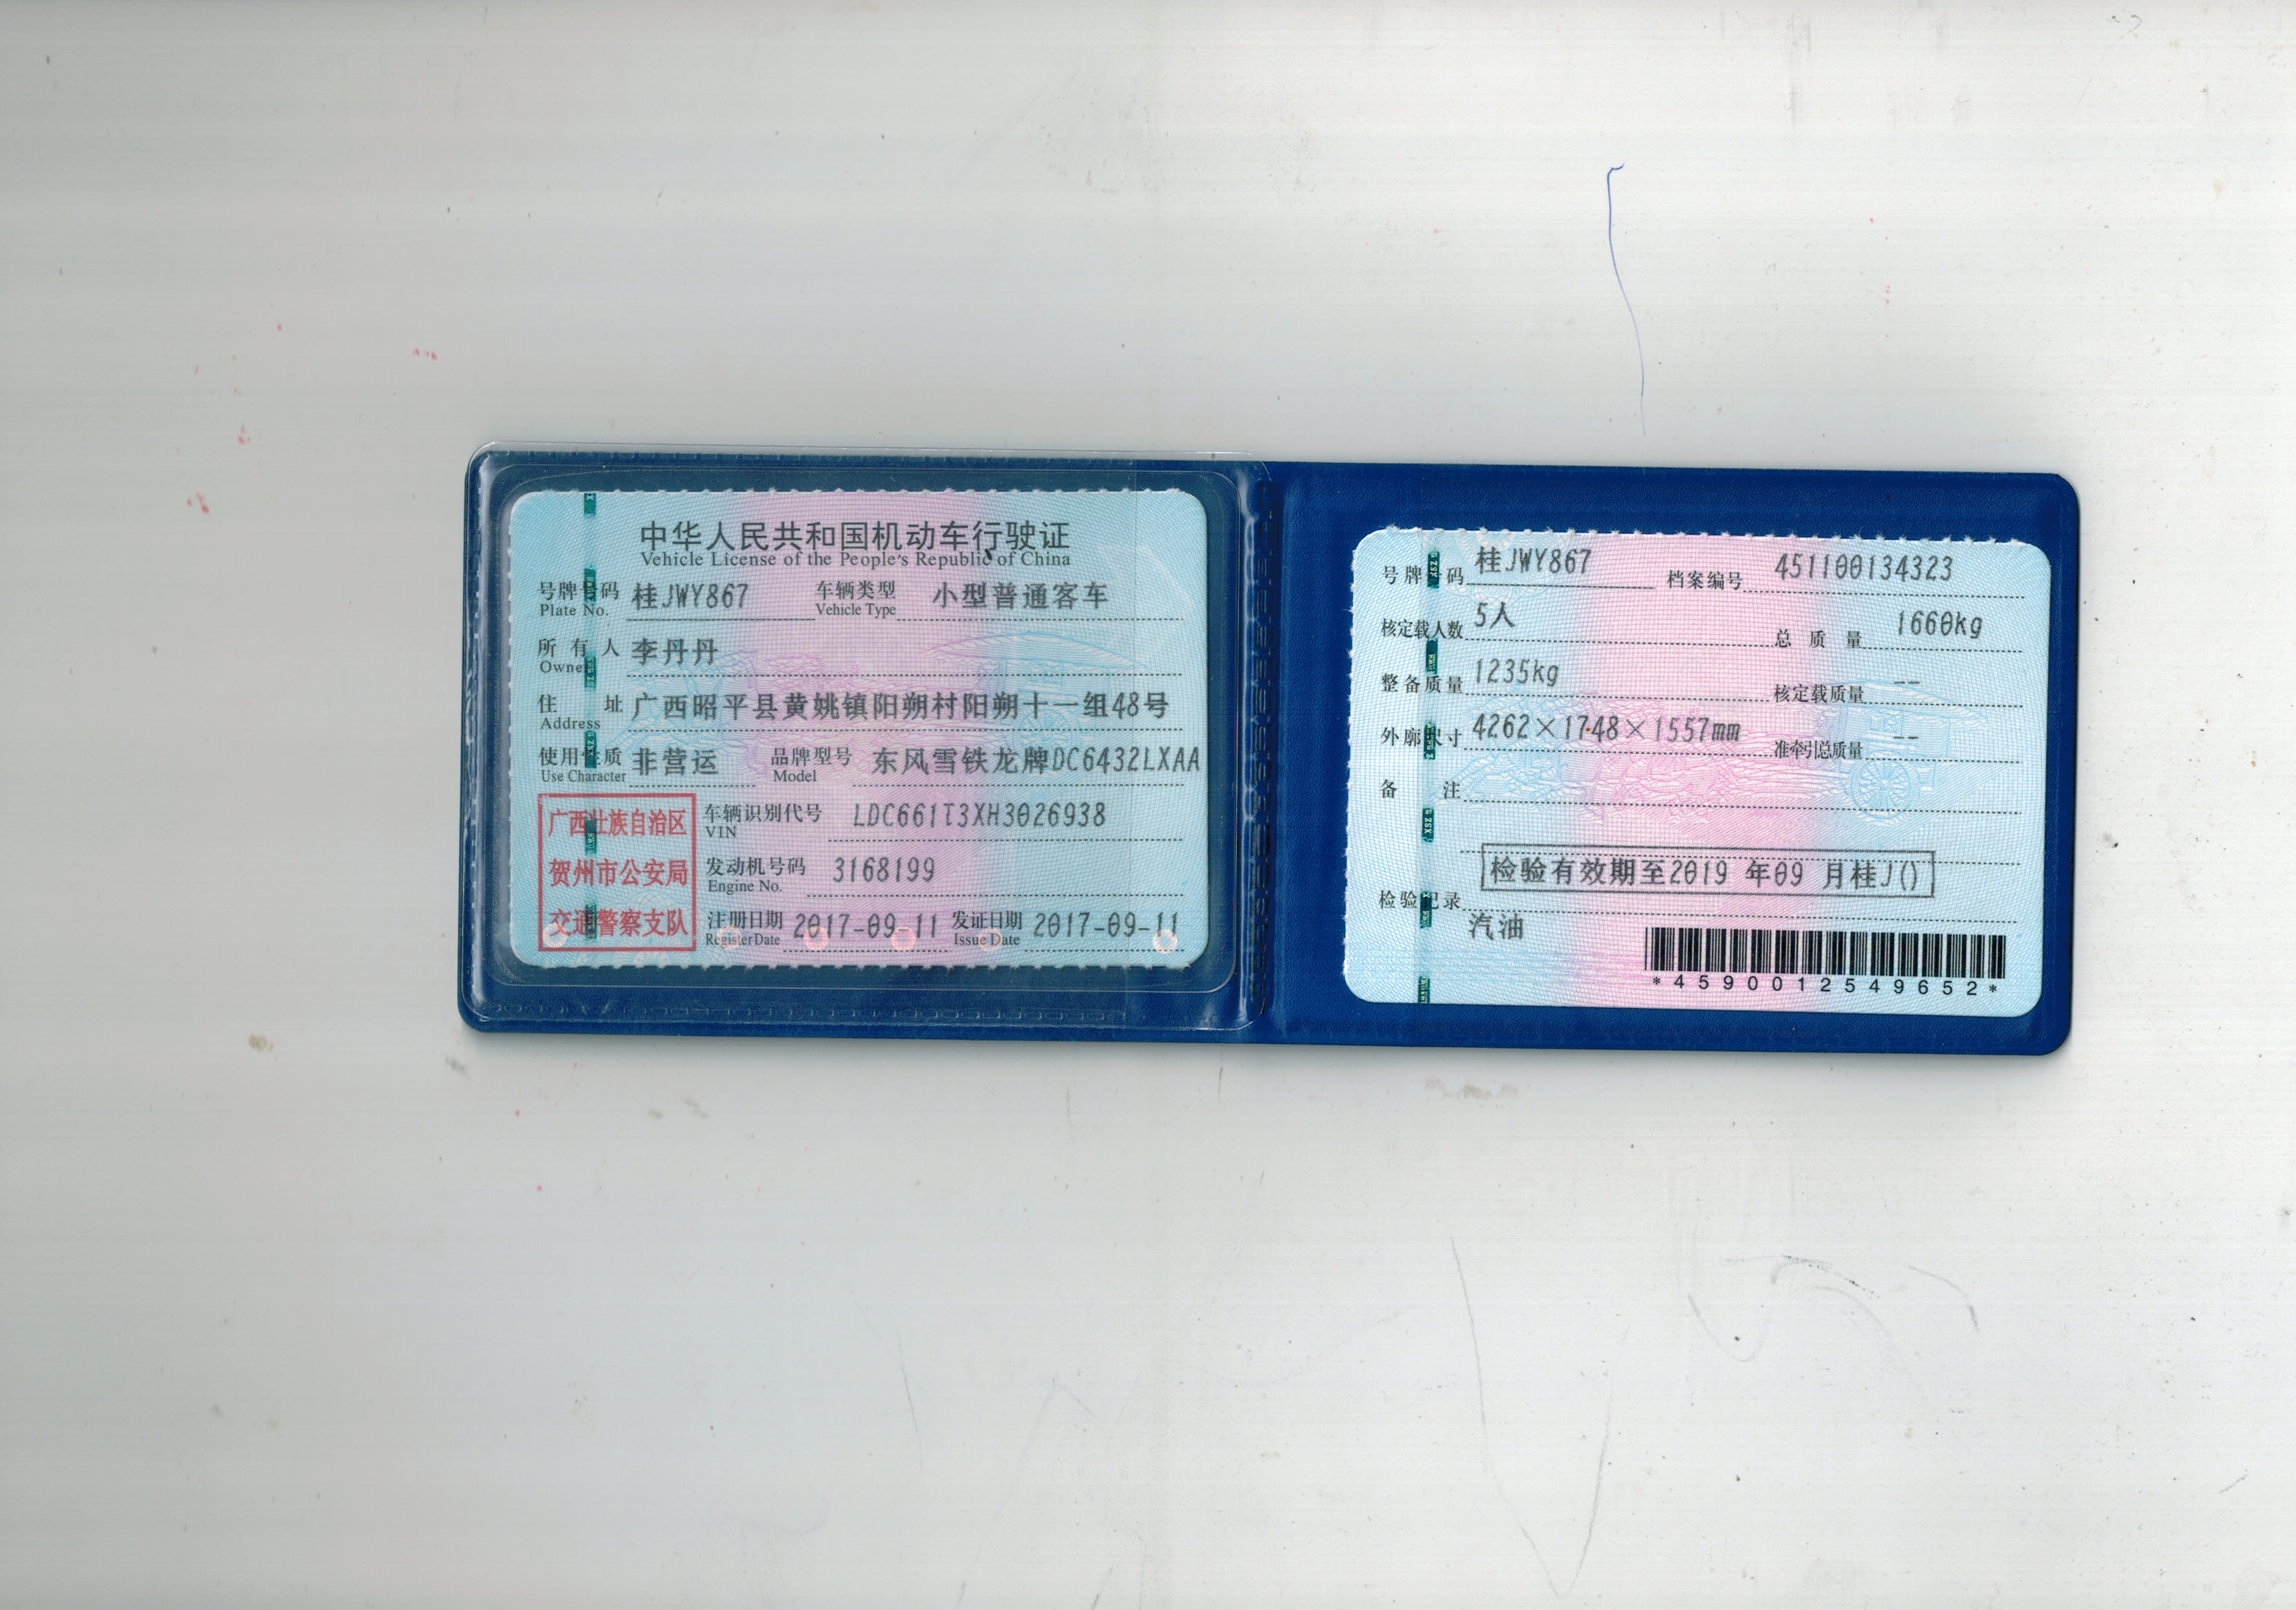 中华人民共和国机动车行驶证
Vehicle License of the People's Republic of China
号牌号码 桂JWY867 车辆类型 小型普通客车
Plate No. Vehicle Type
所有人 李丹丹
Owner
住址 广西昭平县黄姚镇阳朔村阳朔十一组48号
Address
使用性质 非营运 品牌型号 东风雪铁龙牌DC6432LXAA
Use Character Model
广西壮族自治区
贺州市公安局
交通警察支队
车辆识别代号 LDC661T3XH3026938
VIN
发动机号码 3168199
Engine No.
注册日期 2017-09-11 发证日期 2017-09-11
Register Date Issue Date
号牌号码 桂JWY867 档案编号 451100134323
核定载人数 5人 总质量 1660kg
整备质量 1235kg 核定载质量 --
外廓尺寸 4262×1748×1557mm 准牵引总质量 --
备注
检验有效期至2019 年09 月桂J()
检验记录
汽油
*4590012549652*